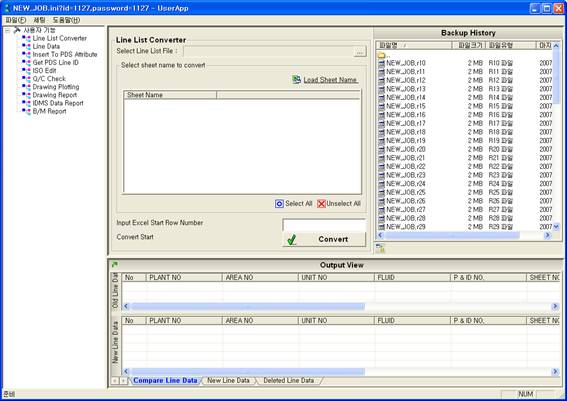 NEW_JOB.ini?id=1127,password=1127 - UserApp
파일(F) 세팅 도움말(H)
사용자 기능
Line List Converter
Line Data
Insert To PDS Attribute
Get PDS Line ID
ISO Edit
Q/C Check
Drawing Plotting
Drawing Report
IDMS Data Report
B/M Report
Line List Converter
Select Line List File :
...
Select sheet name to convert
Load Sheet Name
Sheet Name
Select All Unselect All
Input Excel Start Row Number
Convert Start
Convert
Backup History
파일명 파일크기 파일유형 마지
..
NEW_JOB.r10 2 MB R10 파일 2007
NEW_JOB.r11 2 MB R11 파일 2007
NEW_JOB.r12 2 MB R12 파일 2007
NEW_JOB.r13 2 MB R13 파일 2007
NEW_JOB.r14 2 MB R14 파일 2007
NEW_JOB.r15 2 MB R15 파일 2007
NEW_JOB.r16 2 MB R16 파일 2007
NEW_JOB.r17 2 MB R17 파일 2007
NEW_JOB.r18 2 MB R18 파일 2007
NEW_JOB.r19 2 MB R19 파일 2007
NEW_JOB.r20 2 MB R20 파일 2007
NEW_JOB.r21 2 MB R21 파일 2007
NEW_JOB.r22 2 MB R22 파일 2007
NEW_JOB.r23 2 MB R23 파일 2007
NEW_JOB.r24 2 MB R24 파일 2007
NEW_JOB.r25 2 MB R25 파일 2007
NEW_JOB.r26 2 MB R26 파일 2007
NEW_JOB.r27 2 MB R27 파일 2007
NEW_JOB.r28 2 MB R28 파일 2007
NEW_JOB.r29 2 MB R29 파일 2007
Output View
Old Line Dat
No PLANT NO AREA NO UNIT NO FLUID P & ID NO. SHEET NO
New Line Data
No PLANT NO AREA NO UNIT NO FLUID P & ID NO. SHEET NO
Compare Line Data New Line Data Deleted Line Data
준비 NUM